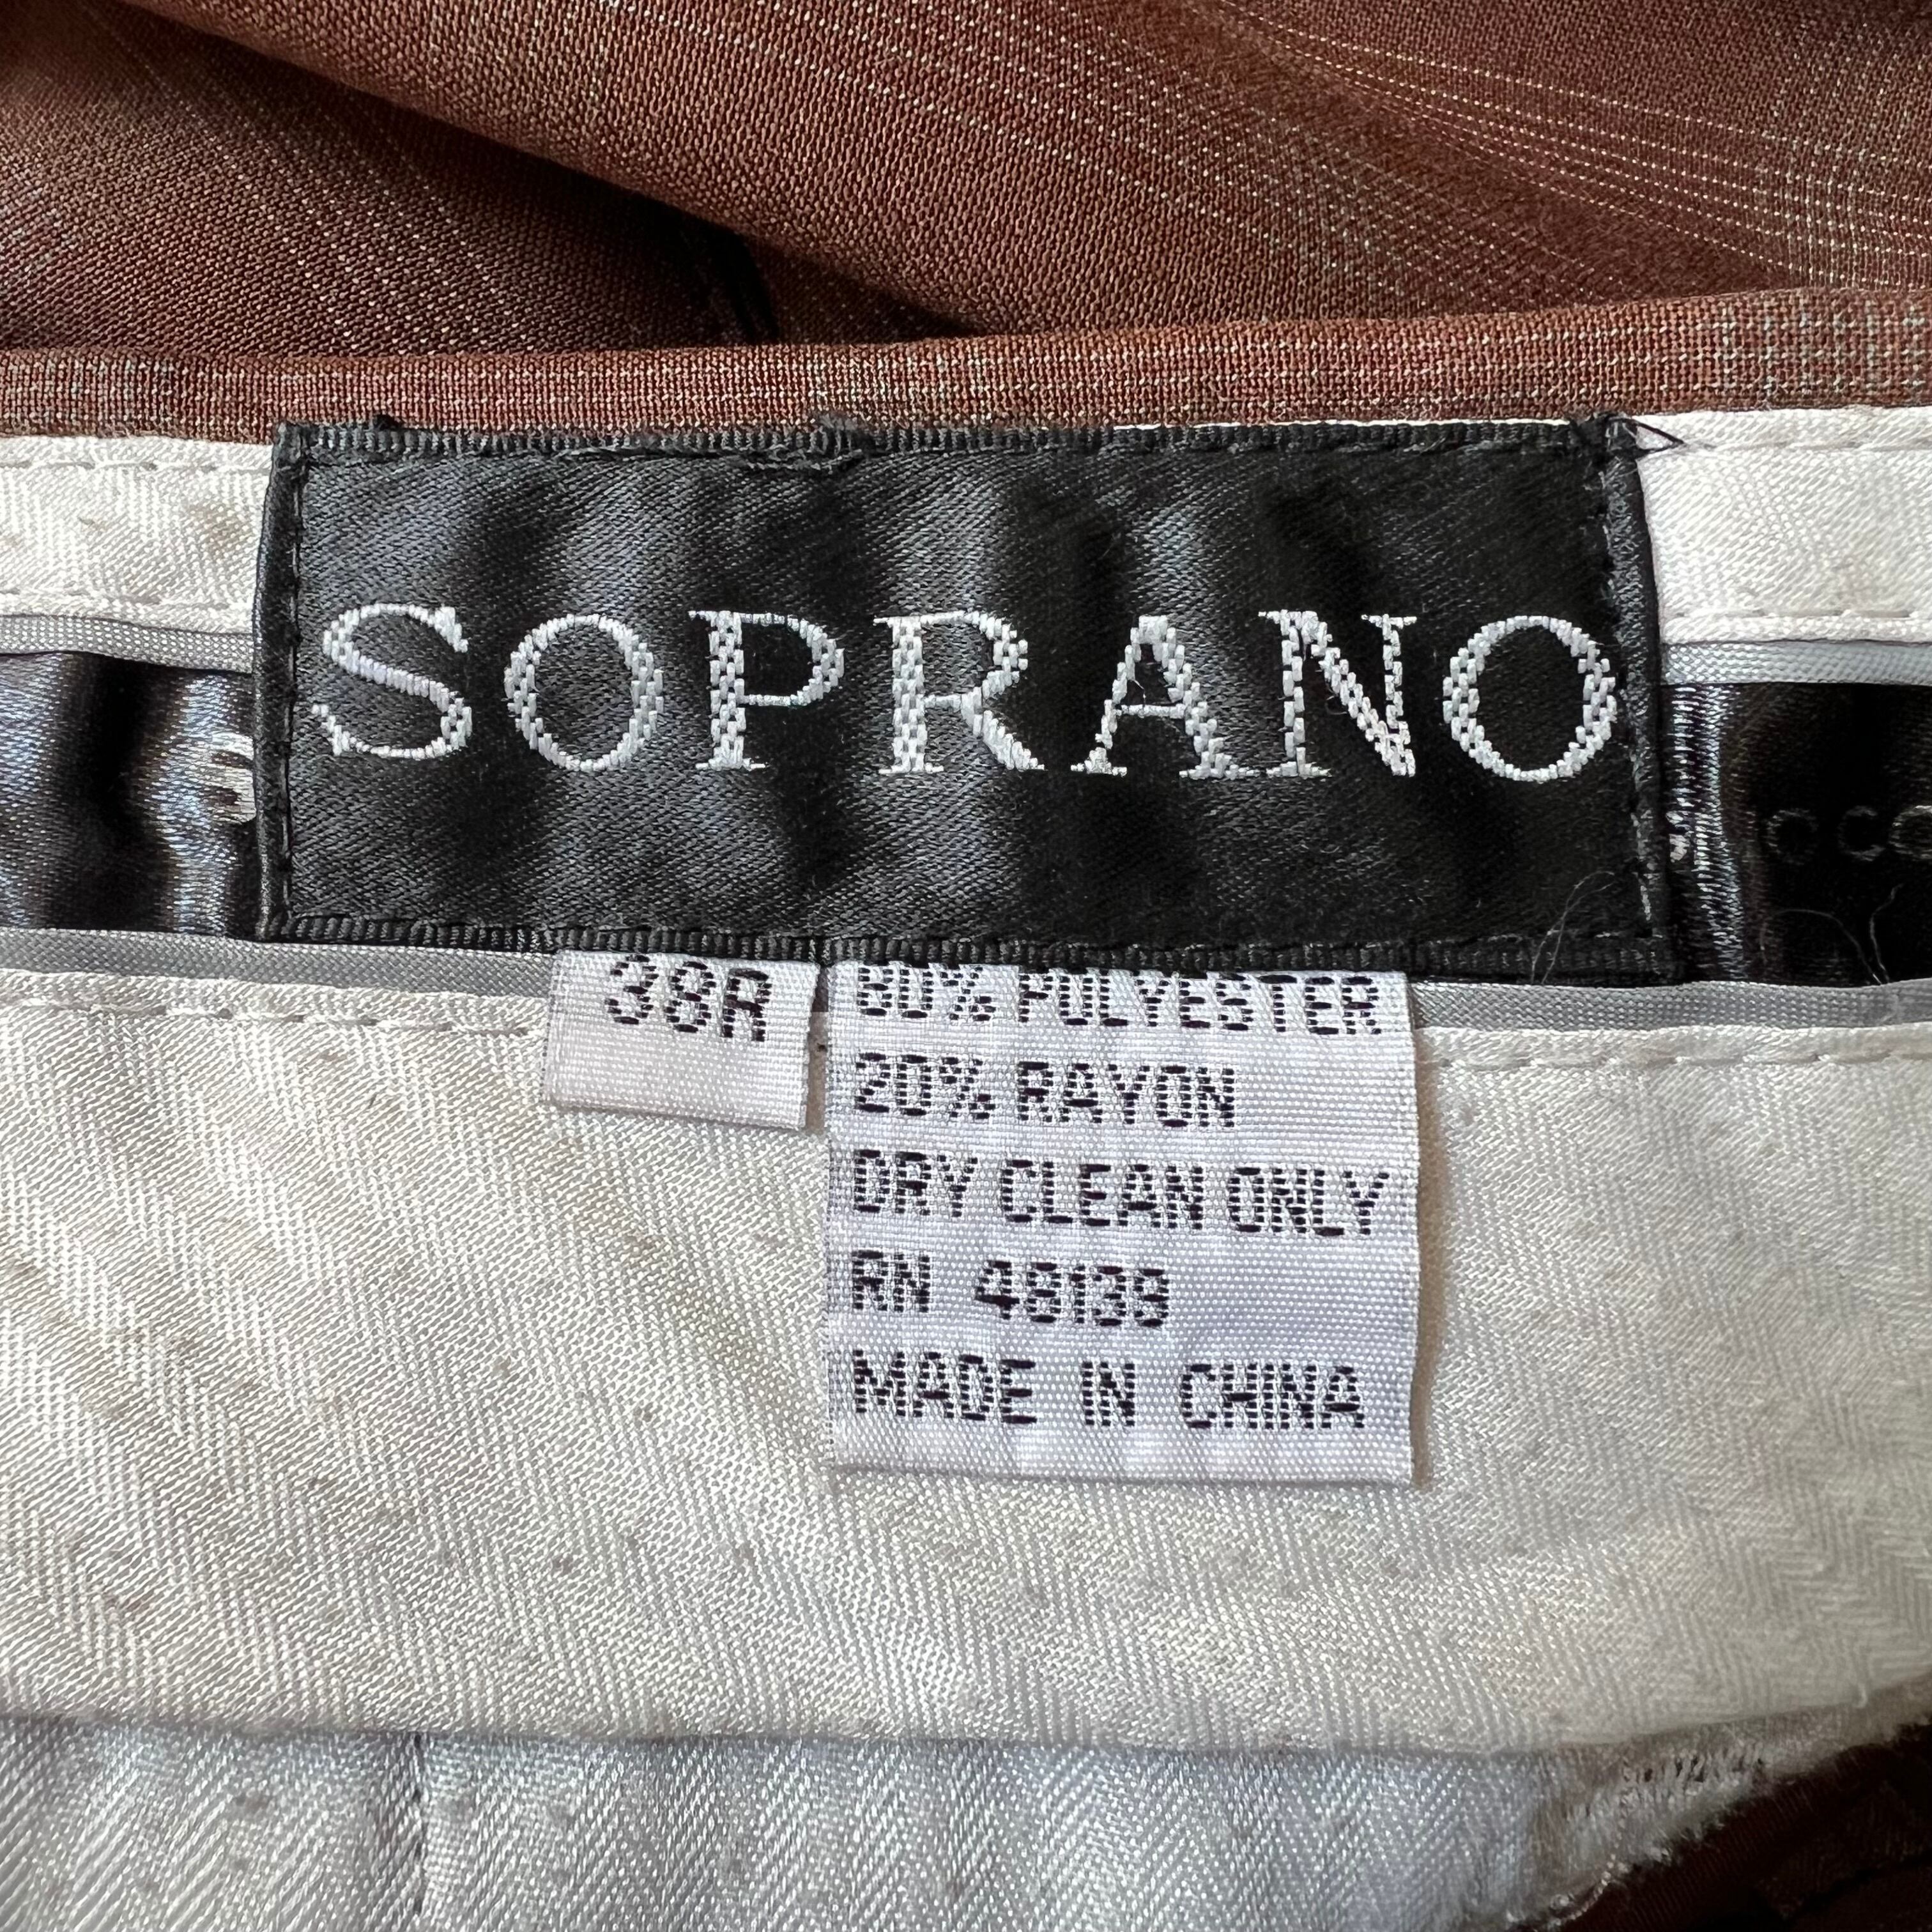 SOPRANO
38R
80% POLYESTER
20% RAYON
DRY CLEAN ONLY
RN 48139
MADE IN CHINA